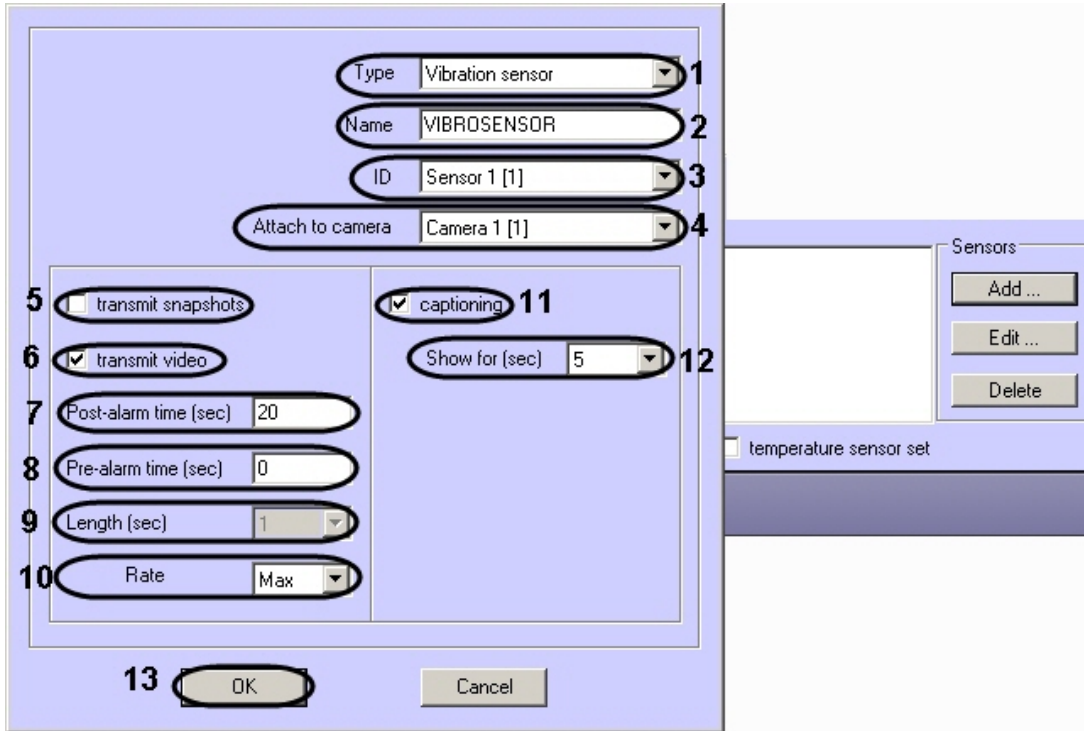 Type Vibration sensor 1
Name VIBROSENSOR 2
ID Sensor 1 [1] 3
Attach to camera Camera 1 [1] 4
5 transmit snapshots
captioning 11
6 transmit video
Show for (sec) 5 12
7 Post-alarm time (sec) 20
8 Pre-alarm time (sec) 0
9 Length (sec) 1
10 Rate Max
13 OK
Cancel
Sensors
Add ...
Edit ...
Delete
temperature sensor set